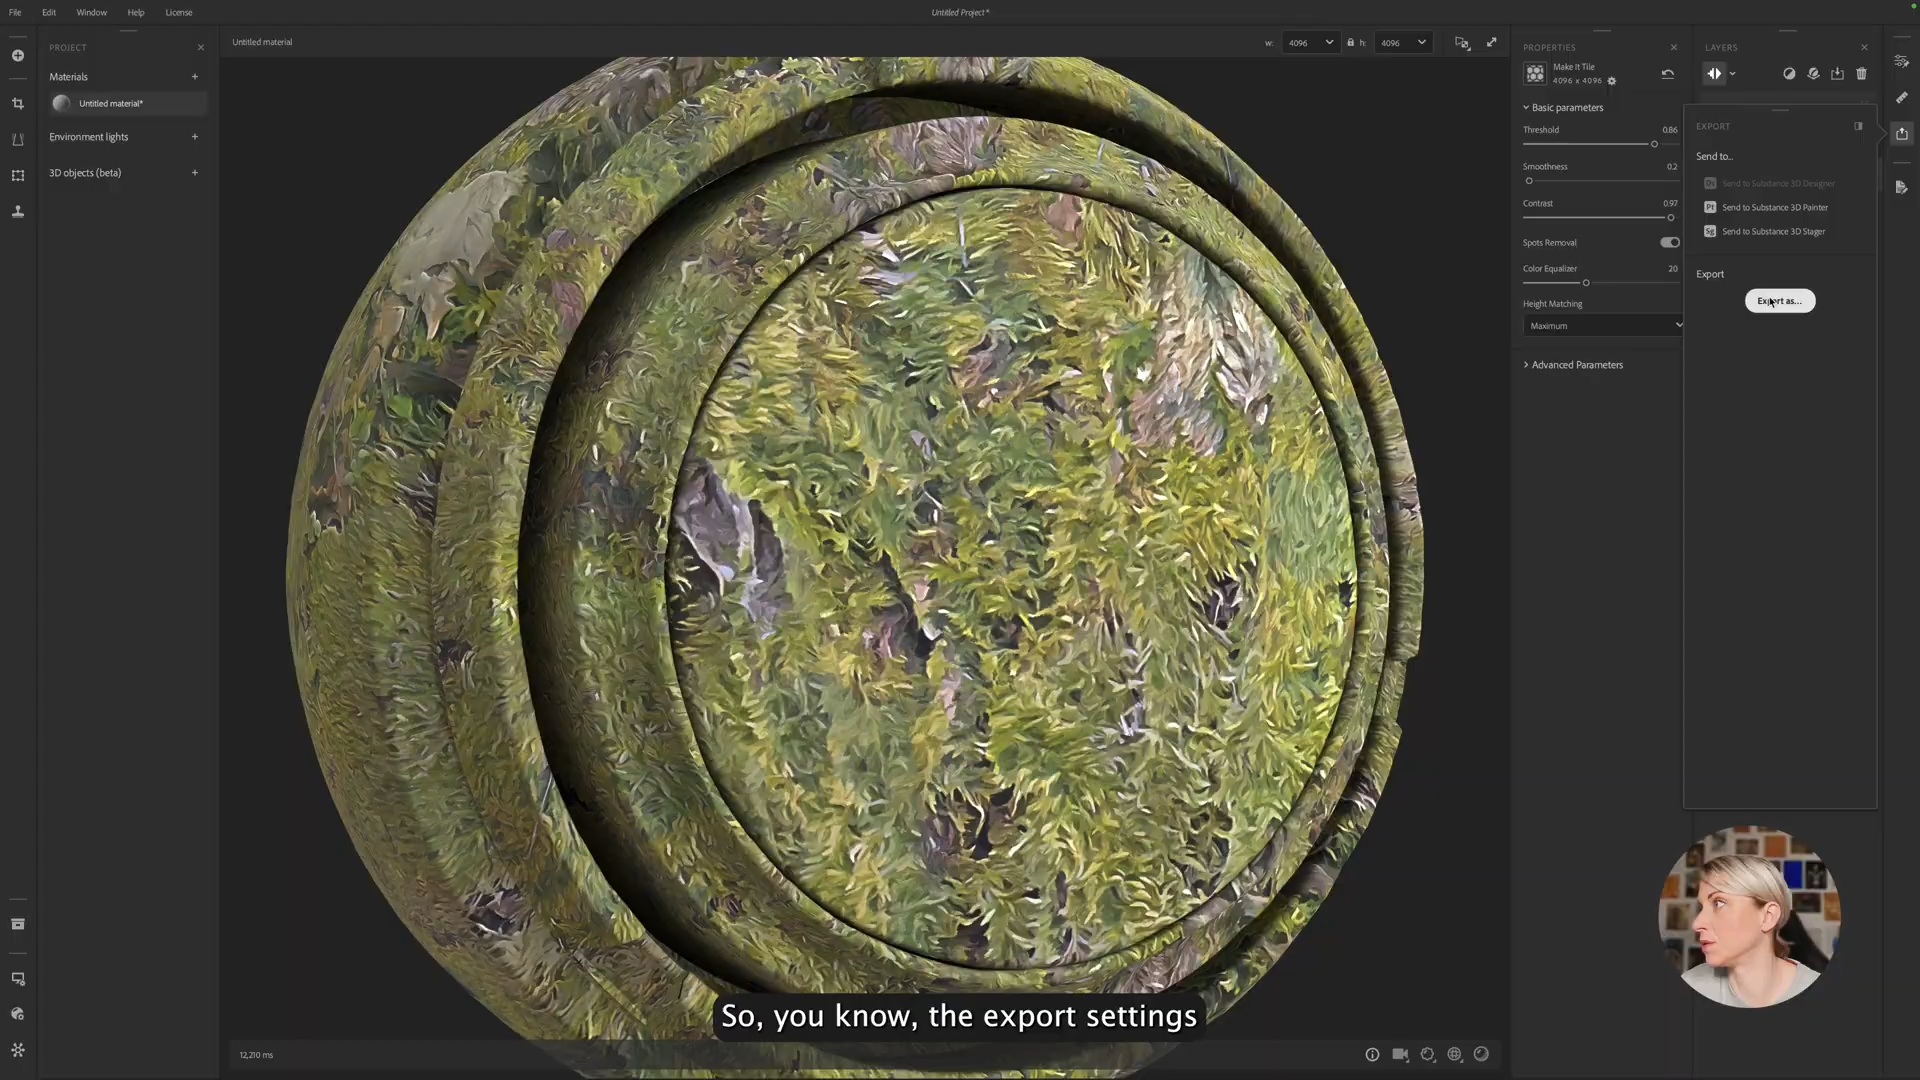 File Edit Window Help License
Untitled Project*
PROJECT
Materials
Untitled material*
Environment lights
3D objects (beta)
Untitled material
w: 4096 h: 4096
PROPERTIES
Make It Tile
4096 x 4096
Basic parameters
Threshold 0.86
Smoothness 0.2
Contrast 0.97
Spots Removal
Color Equalizer 20
Height Matching
Maximum
Advanced Parameters
LAYERS
EXPORT
Send to...
Ds Send to Substance 3D Designer
Pt Send to Substance 3D Painter
Sg Send to Substance 3D Stager
Export
Export as...
So, you know, the export settings
12,210 ms